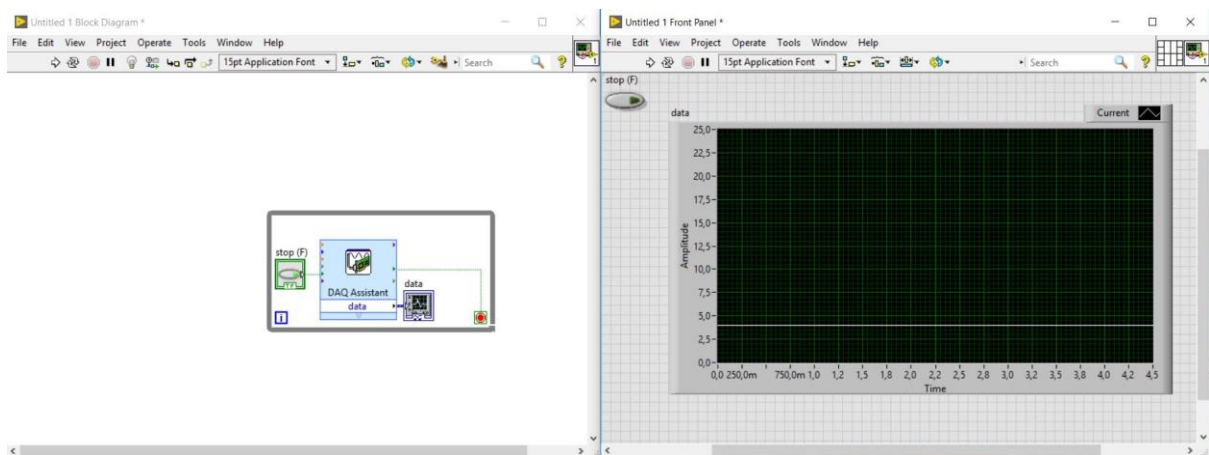 Untitled 1 Block Diagram *
File Edit View Project Operate Tools Window Help
15pt Application Font Search
stop (F)
TF
DAQ Assistant
data
data
i
Untitled 1 Front Panel *
File Edit View Project Operate Tools Window Help
15pt Application Font Search
1
stop (F)
data
Current
Amplitude
25,0
22,5
20,0
17,5
15,0
12,5
10,0
7,5
5,0
2,5
0,0
0,0 250,0m 750,0m 1,0 1,2 1,5 1,8 2,0 2,2 2,5 2,8 3,0 3,2 3,5 3,8 4,0 4,2 4,5
Time